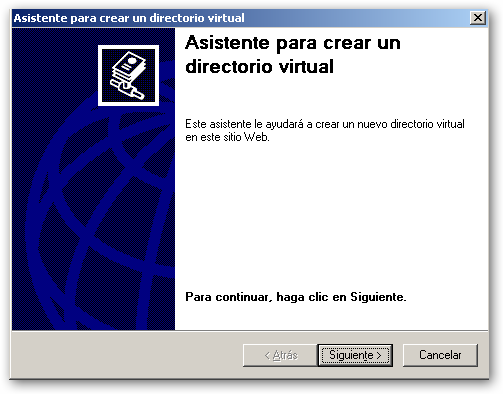 Asistente para crear un directorio virtual
Asistente para crear un
directorio virtual
Este asistente le ayudará a crear un nuevo directorio virtual
en este sitio Web.
Para continuar, haga clic en Siguiente.
< Atrás
Siguiente >
Cancelar